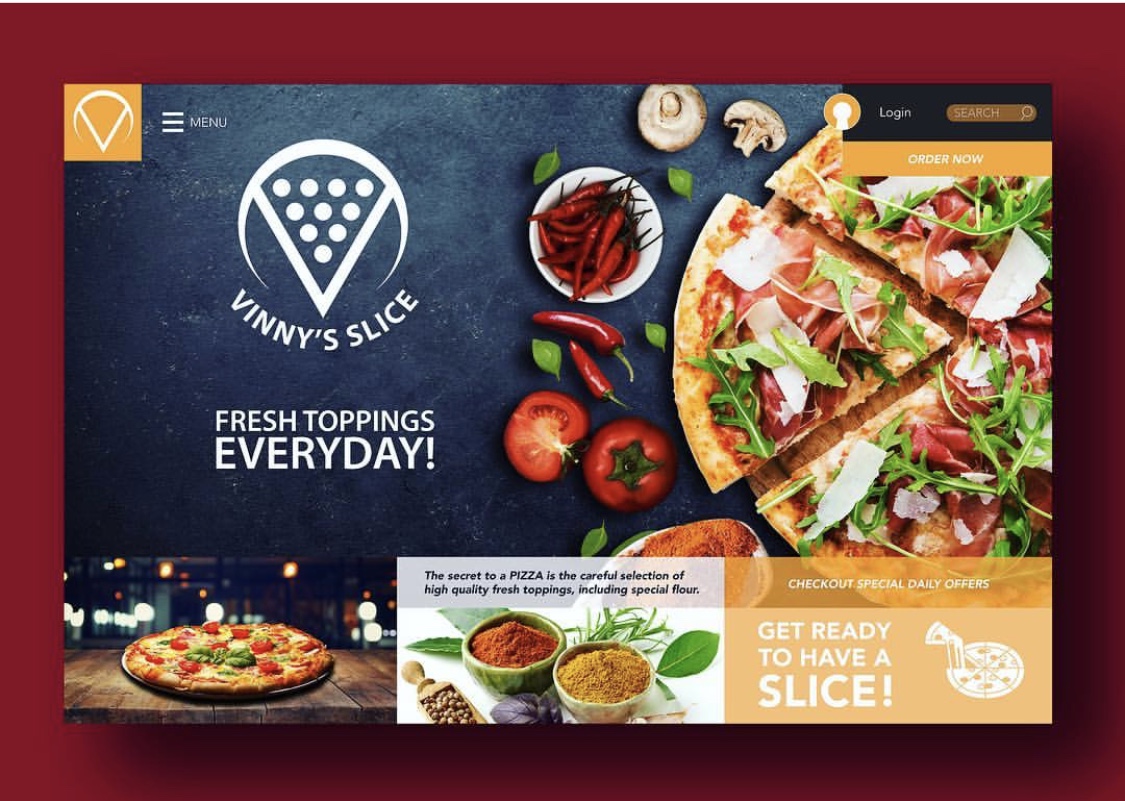 MENU
Login
SEARCH
ORDER NOW
VINNY'S SLICE
FRESH TOPPINGS
EVERYDAY!
The secret to a PIZZA is the careful selection of
high quality fresh toppings, including special flour.
CHECKOUT SPECIAL DAILY OFFERS
GET READY
TO HAVE A
SLICE!